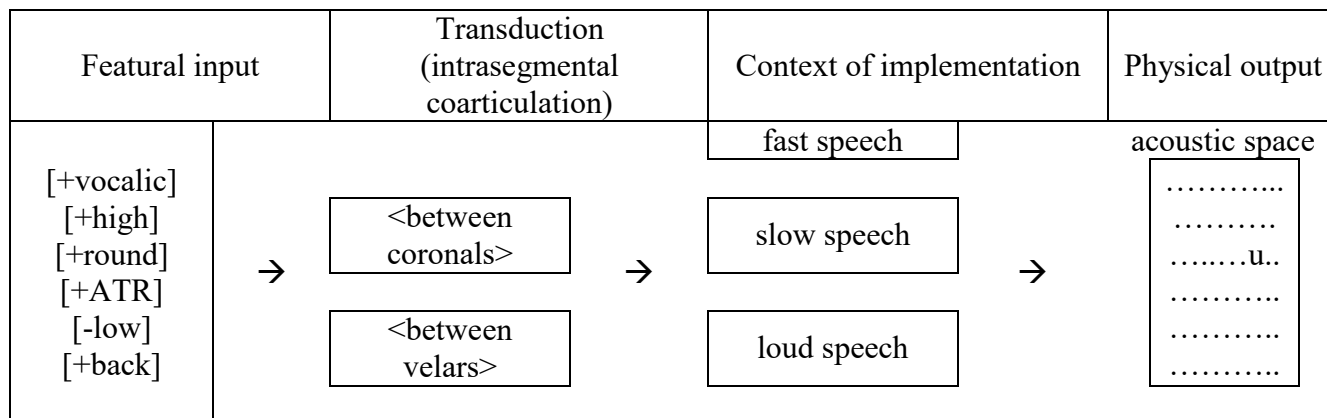 Featural input
Transduction
(intrasegmental
coarticulation)
Context of implementation
Physical output
[+vocalic]
[+high]
[+round]
[+ATR]
[-low]
[+back]
→
<between
coronals>
<between
velars>
→
fast speech
slow speech
loud speech
→
acoustic space
………...
………..
…..…u..
………..
………..
………..